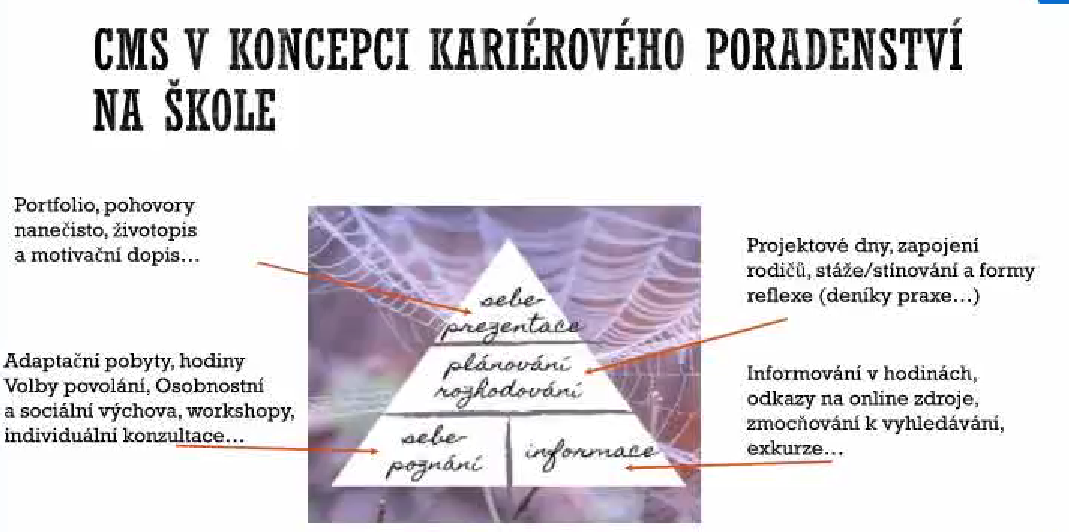 CMS V KONCEPCI KARIÉROVÉHO PORADENSTVÍ
NA ŠKOLE
Portfolio, pohovory
nanečisto, životopis
a motivační dopis...
Projektové dny, zapojení
rodičů, stáže/stínování a formy
reflexe (deníky praxe...)
sebe-
prezentace
plánování
rozhodování
Adaptační pobyty, hodiny
Volby povolání, Osobnostní
a sociální výchova, workshopy,
individuální konzultace...
Informování v hodinách,
odkazy na online zdroje,
zmocňování k vyhledávání,
exkurze...
sebe-
poznání
informace